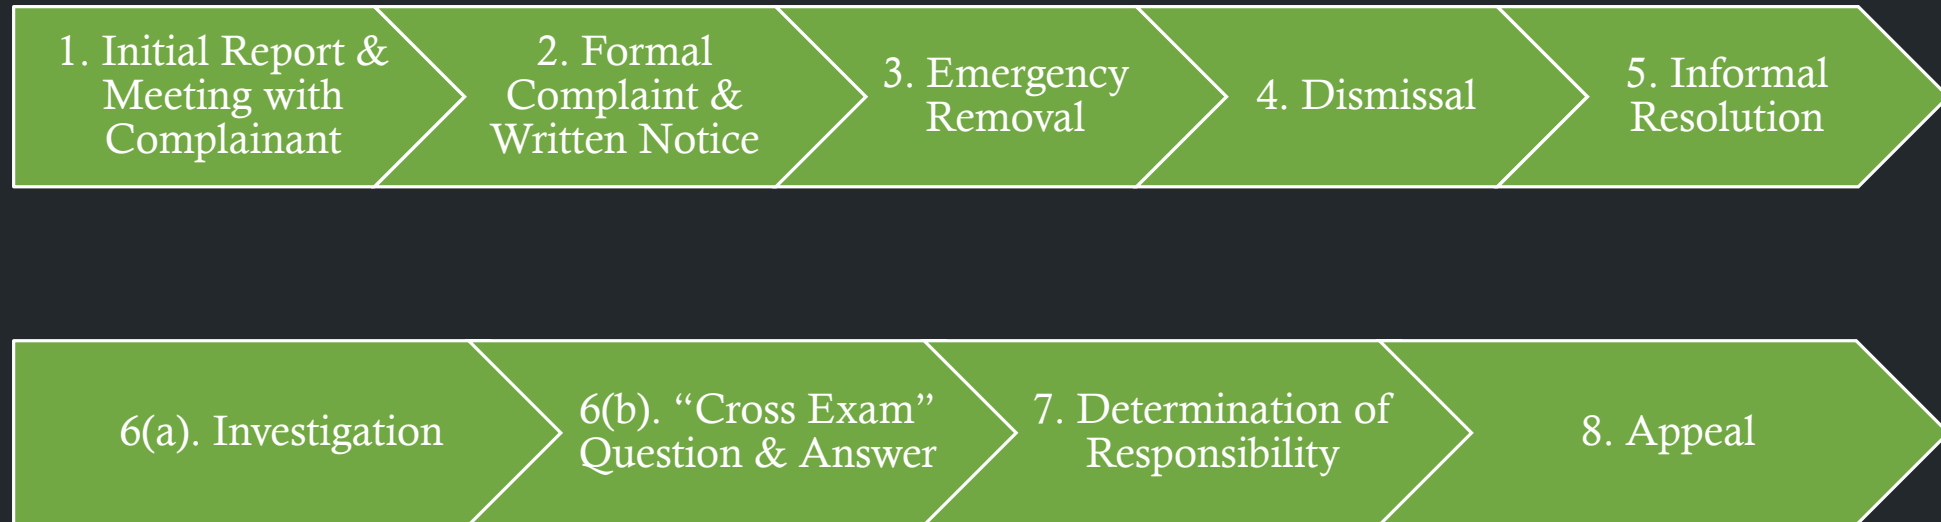 1. Initial Report &
Meeting with
Complainant
2. Formal
Complaint &
Written Notice
3. Emergency
Removal
4. Dismissal
5. Informal
Resolution
6(a). Investigation
6(b). “Cross Exam”
Question & Answer
7. Determination of
Responsibility
8. Appeal